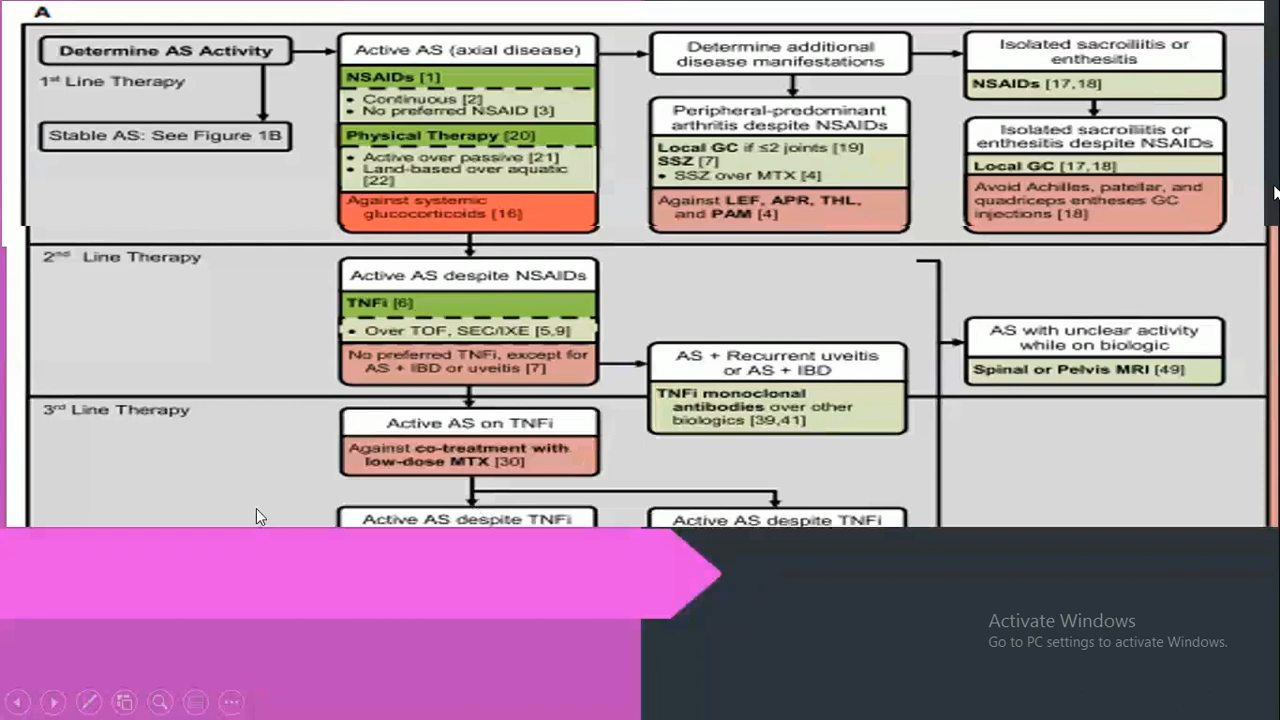 A
Determine AS Activity
1st Line Therapy
Stable AS: See Figure 1B
Active AS (axial disease)
NSAIDs [1]
• Continuous [2]
• No preferred NSAID [3]
Physical Therapy [20]
• Active over passive [21]
• Land-based over aquatic
[22]
Against systemic
glucocorticoids [16]
Determine additional
disease manifestations
Peripheral-predominant
arthritis despite NSAIDs
Local GC if ≤2 joints [19]
SSZ [7]
• SSZ over MTX [4]
Against LEF, APR, THL,
and PAM [4]
Isolated sacroiliitis or
enthesitis
NSAIDs [17,18]
Isolated sacroiliitis or
enthesitis despite NSAIDs
Local GC [17,18]
Avoid Achilles, patellar, and
quadriceps entheses GC
injections [18]
2nd Line Therapy
Active AS despite NSAIDs
TNFi [6]
• Over TOF, SEC/IXE [5,9]
No preferred TNFi, except for
AS + IBD or uveitis [7]
AS + Recurrent uveitis
or AS + IBD
TNFi monoclonal
antibodies over other
biologics [39,41]
AS with unclear activity
while on biologic
Spinal or Pelvis MRI [49]
3rd Line Therapy
Active AS on TNFi
Against co-treatment with
low-dose MTX [30]
Active AS despite TNFi
Active AS despite TNFi
Activate Windows
Go to PC settings to activate Windows.